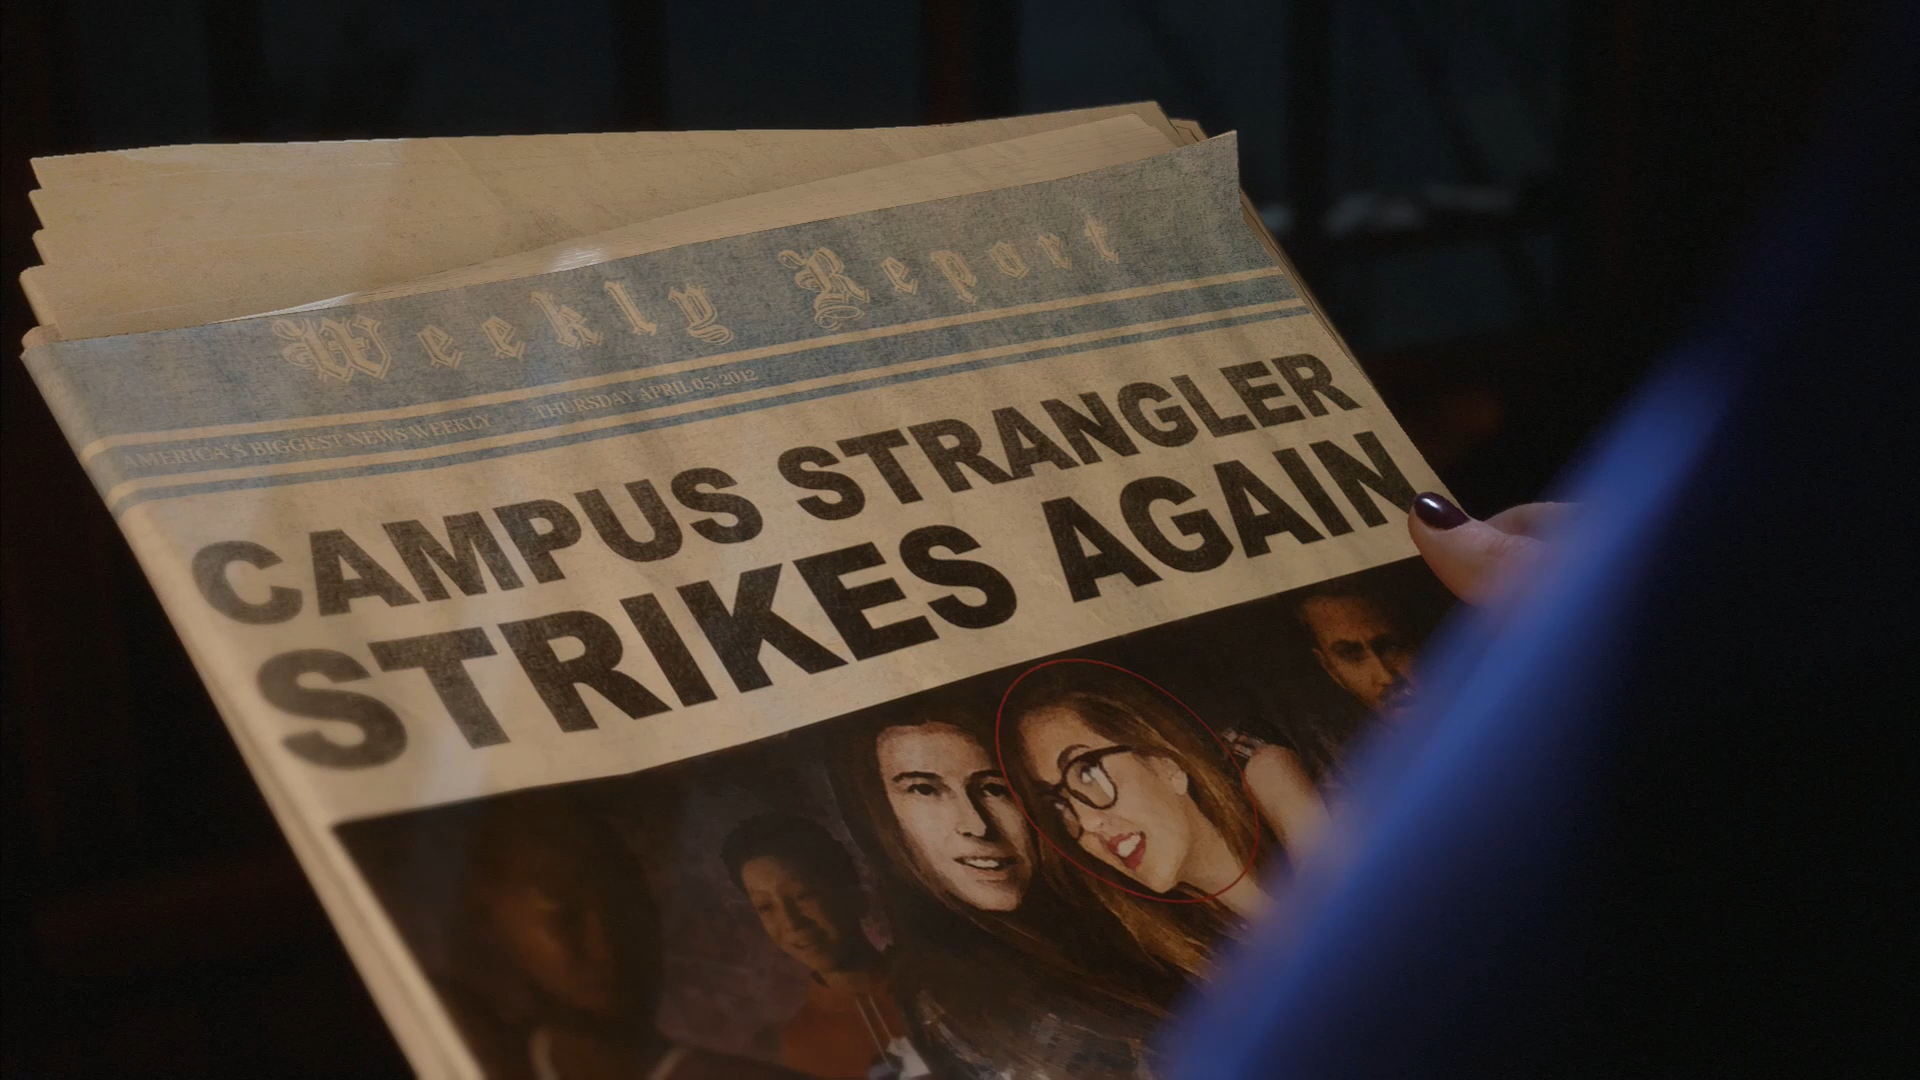 Weekly Report
AMERICA'S BIGGEST NEWS WEEKLY THURSDAY APRIL 05, 2012
CAMPUS STRANGLER
STRIKES AGAIN